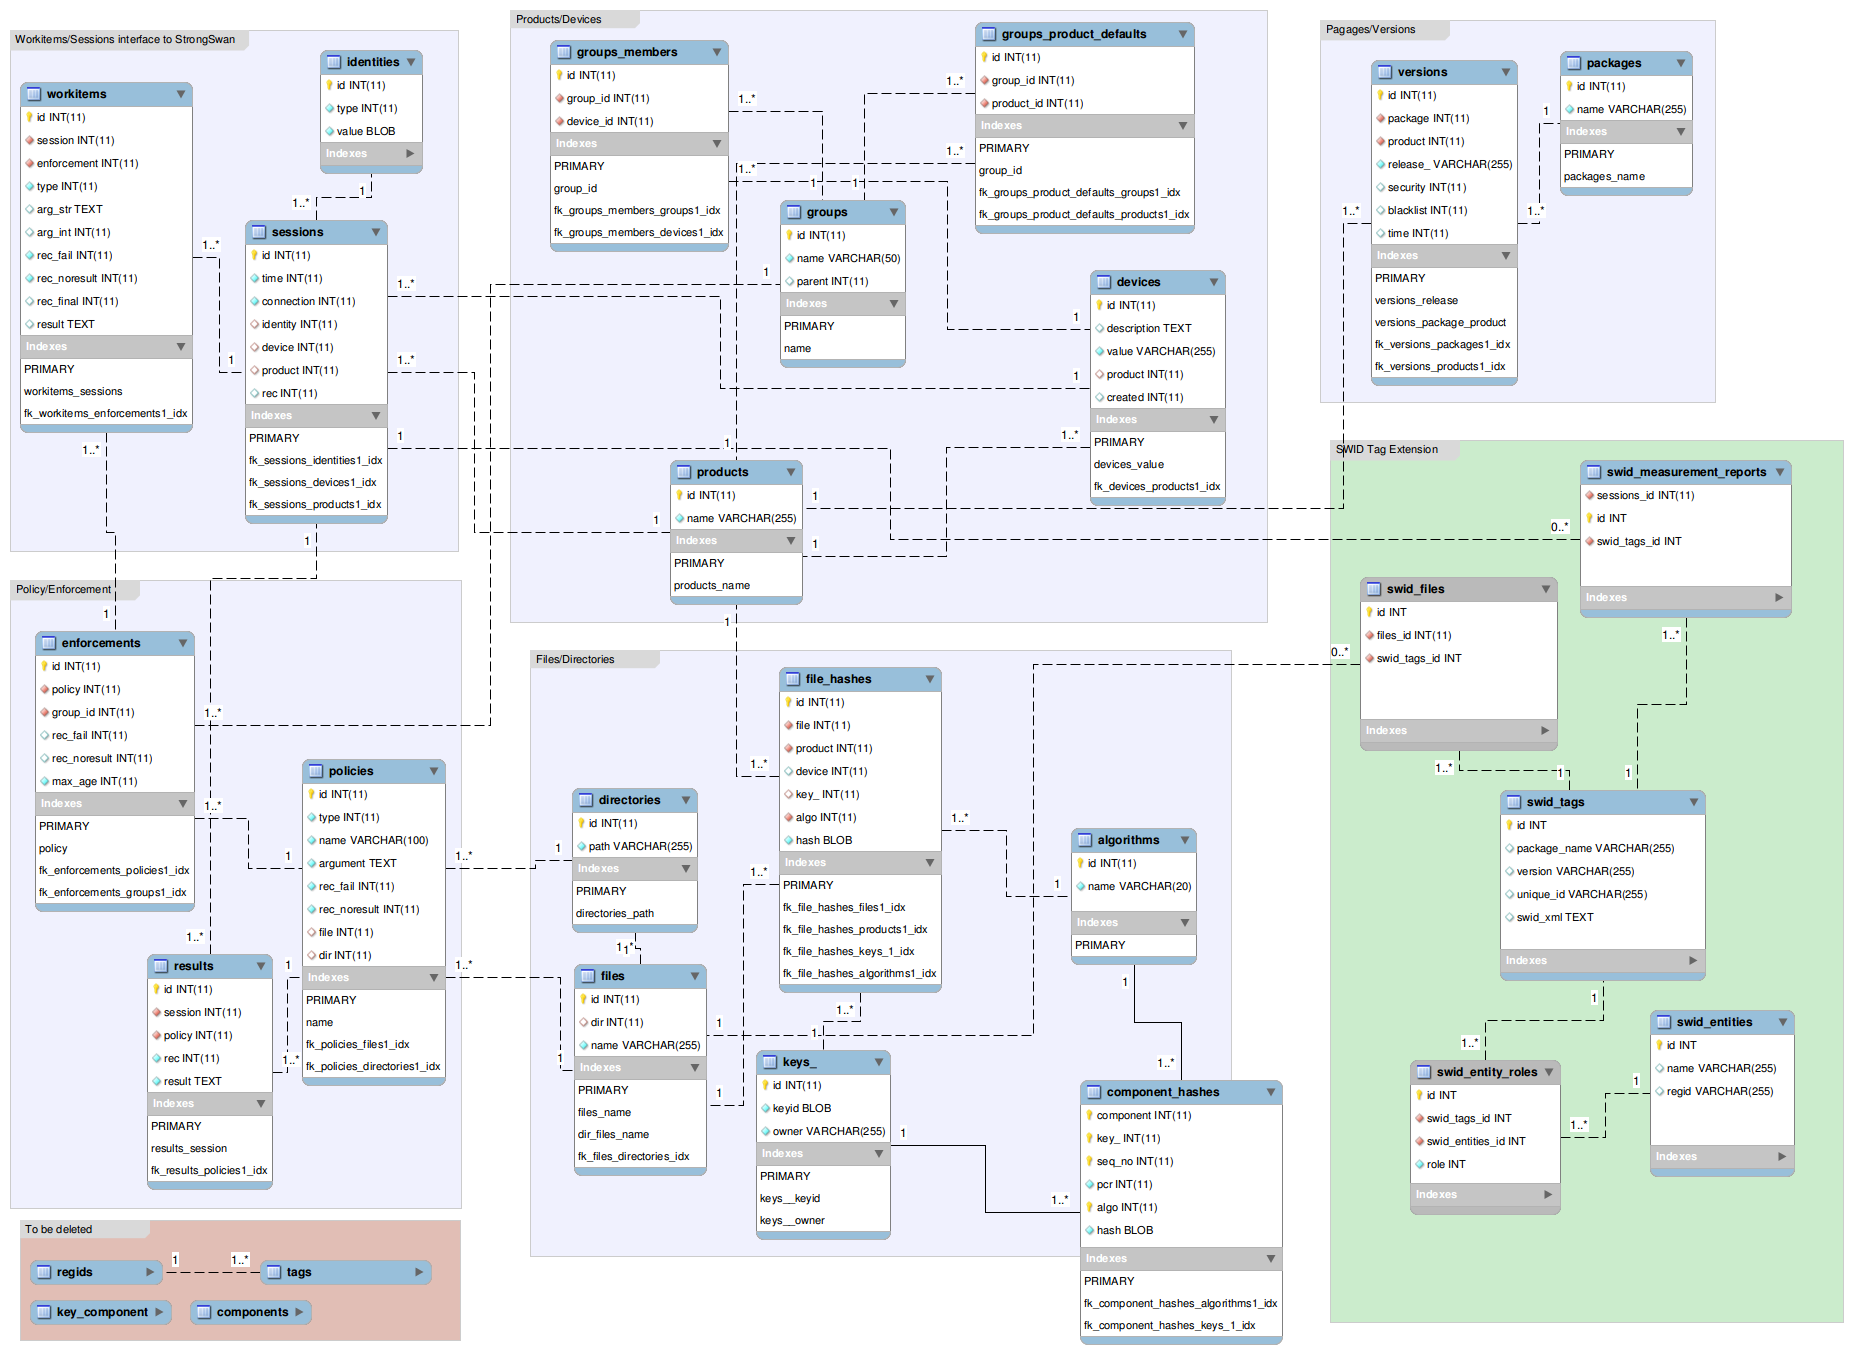 Workitems/Sessions interface to StrongSwan
workitems
id INT(11)
session INT(11)
enforcement INT(11)
type INT(11)
arg_str TEXT
arg_int INT(11)
rec_fail INT(11)
rec_noresult INT(11)
rec_final INT(11)
result TEXT
Indexes
PRIMARY
workitems_sessions
fk_workitems_enforcements1_idx
1..*
1..*
1
identities
id INT(11)
type INT(11)
value BLOB
Indexes
1
1..*
sessions
id INT(11)
time INT(11)
connection INT(11)
identity INT(11)
device INT(11)
product INT(11)
rec INT(11)
Indexes
PRIMARY
fk_sessions_identities1_idx
fk_sessions_devices1_idx
fk_sessions_products1_idx
1..*
1..*
1
1
Products/Devices
groups_members
id INT(11)
group_id INT(11)
device_id INT(11)
Indexes
PRIMARY
group_id
fk_groups_members_groups1_idx
fk_groups_members_devices1_idx
1..*
1..*
groups_product_defaults
id INT(11)
group_id INT(11)
product_id INT(11)
Indexes
PRIMARY
group_id
fk_groups_product_defaults_groups1_idx
fk_groups_product_defaults_products1_idx
1..*
1..*
1
1
groups
id INT(11)
name VARCHAR(50)
parent INT(11)
Indexes
PRIMARY
name
1
devices
id INT(11)
description TEXT
value VARCHAR(255)
product INT(11)
created INT(11)
Indexes
PRIMARY
devices_value
fk_devices_products1_idx
1
1
1..*
products
id INT(11)
name VARCHAR(255)
Indexes
PRIMARY
products_name
1
1
1
1
1
Pagages/Versions
versions
id INT(11)
package INT(11)
product INT(11)
release_ VARCHAR(255)
security INT(11)
blacklist INT(11)
time INT(11)
Indexes
PRIMARY
versions_release
versions_package_product
fk_versions_packages1_idx
fk_versions_products1_idx
1..*
1..*
1
packages
id INT(11)
name VARCHAR(255)
Indexes
PRIMARY
packages_name
Policy/Enforcement
1
enforcements
id INT(11)
policy INT(11)
group_id INT(11)
rec_fail INT(11)
rec_noresult INT(11)
max_age INT(11)
Indexes
PRIMARY
policy
fk_enforcements_policies1_idx
fk_enforcements_groups1_idx
1..*
1..*
1
policies
id INT(11)
type INT(11)
name VARCHAR(100)
argument TEXT
rec_fail INT(11)
rec_noresult INT(11)
file INT(11)
dir INT(11)
Indexes
PRIMARY
name
fk_policies_files1_idx
fk_policies_directories1_idx
1..*
1..*
1
1..*
1..*
results
id INT(11)
session INT(11)
policy INT(11)
rec INT(11)
result TEXT
Indexes
PRIMARY
results_session
fk_results_policies1_idx
Files/Directories
file_hashes
id INT(11)
file INT(11)
product INT(11)
device INT(11)
key_ INT(11)
algo INT(11)
hash BLOB
Indexes
PRIMARY
fk_file_hashes_files1_idx
fk_file_hashes_products1_idx
fk_file_hashes_keys_1_idx
fk_file_hashes_algorithms1_idx
1..*
1..*
1..*
1..*
directories
id INT(11)
path VARCHAR(255)
Indexes
PRIMARY
directories_path
1
1
1..*
files
id INT(11)
dir INT(11)
name VARCHAR(255)
Indexes
PRIMARY
files_name
dir_files_name
fk_files_directories_idx
1
1
1
algorithms
id INT(11)
name VARCHAR(20)
Indexes
PRIMARY
1
1
1
keys_
id INT(11)
keyid BLOB
owner VARCHAR(255)
Indexes
PRIMARY
keys__keyid
keys__owner
1
1..*
1..*
component_hashes
component INT(11)
key_ INT(11)
seq_no INT(11)
pcr INT(11)
algo INT(11)
hash BLOB
Indexes
PRIMARY
fk_component_hashes_algorithms1_idx
fk_component_hashes_keys_1_idx
SWID Tag Extension
swid_measurement_reports
sessions_id INT(11)
id INT
swid_tags_id INT
Indexes
0..*
1..*
swid_files
id INT
files_id INT(11)
swid_tags_id INT
Indexes
0..*
1..*
1
1
swid_tags
id INT
package_name VARCHAR(255)
version VARCHAR(255)
unique_id VARCHAR(255)
swid_xml TEXT
Indexes
1
1..*
swid_entity_roles
id INT
swid_tags_id INT
swid_entities_id INT
role INT
Indexes
1..*
1
swid_entities
id INT
name VARCHAR(255)
regid VARCHAR(255)
Indexes
To be deleted
regids
1
1..*
tags
key_component
components